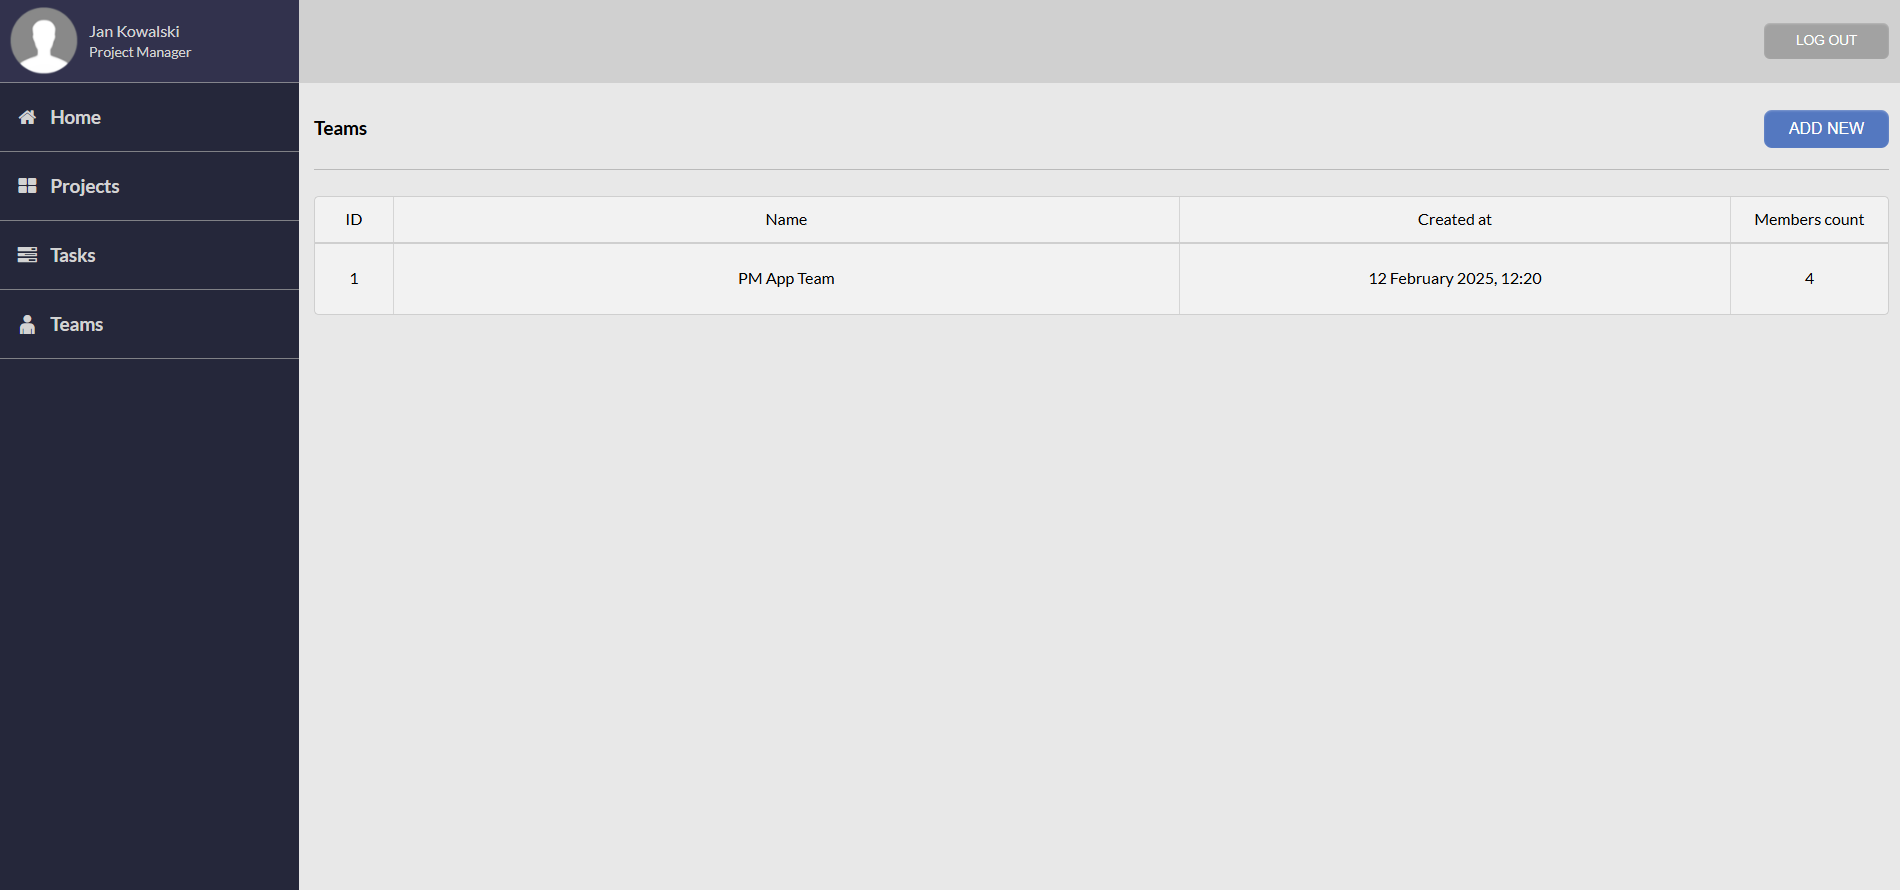 Jan Kowalski
Project Manager
LOG OUT
Home
Projects
Tasks
Teams
Teams
ADD NEW
ID Name Created at Members count
1 PM App Team 12 February 2025, 12:20 4